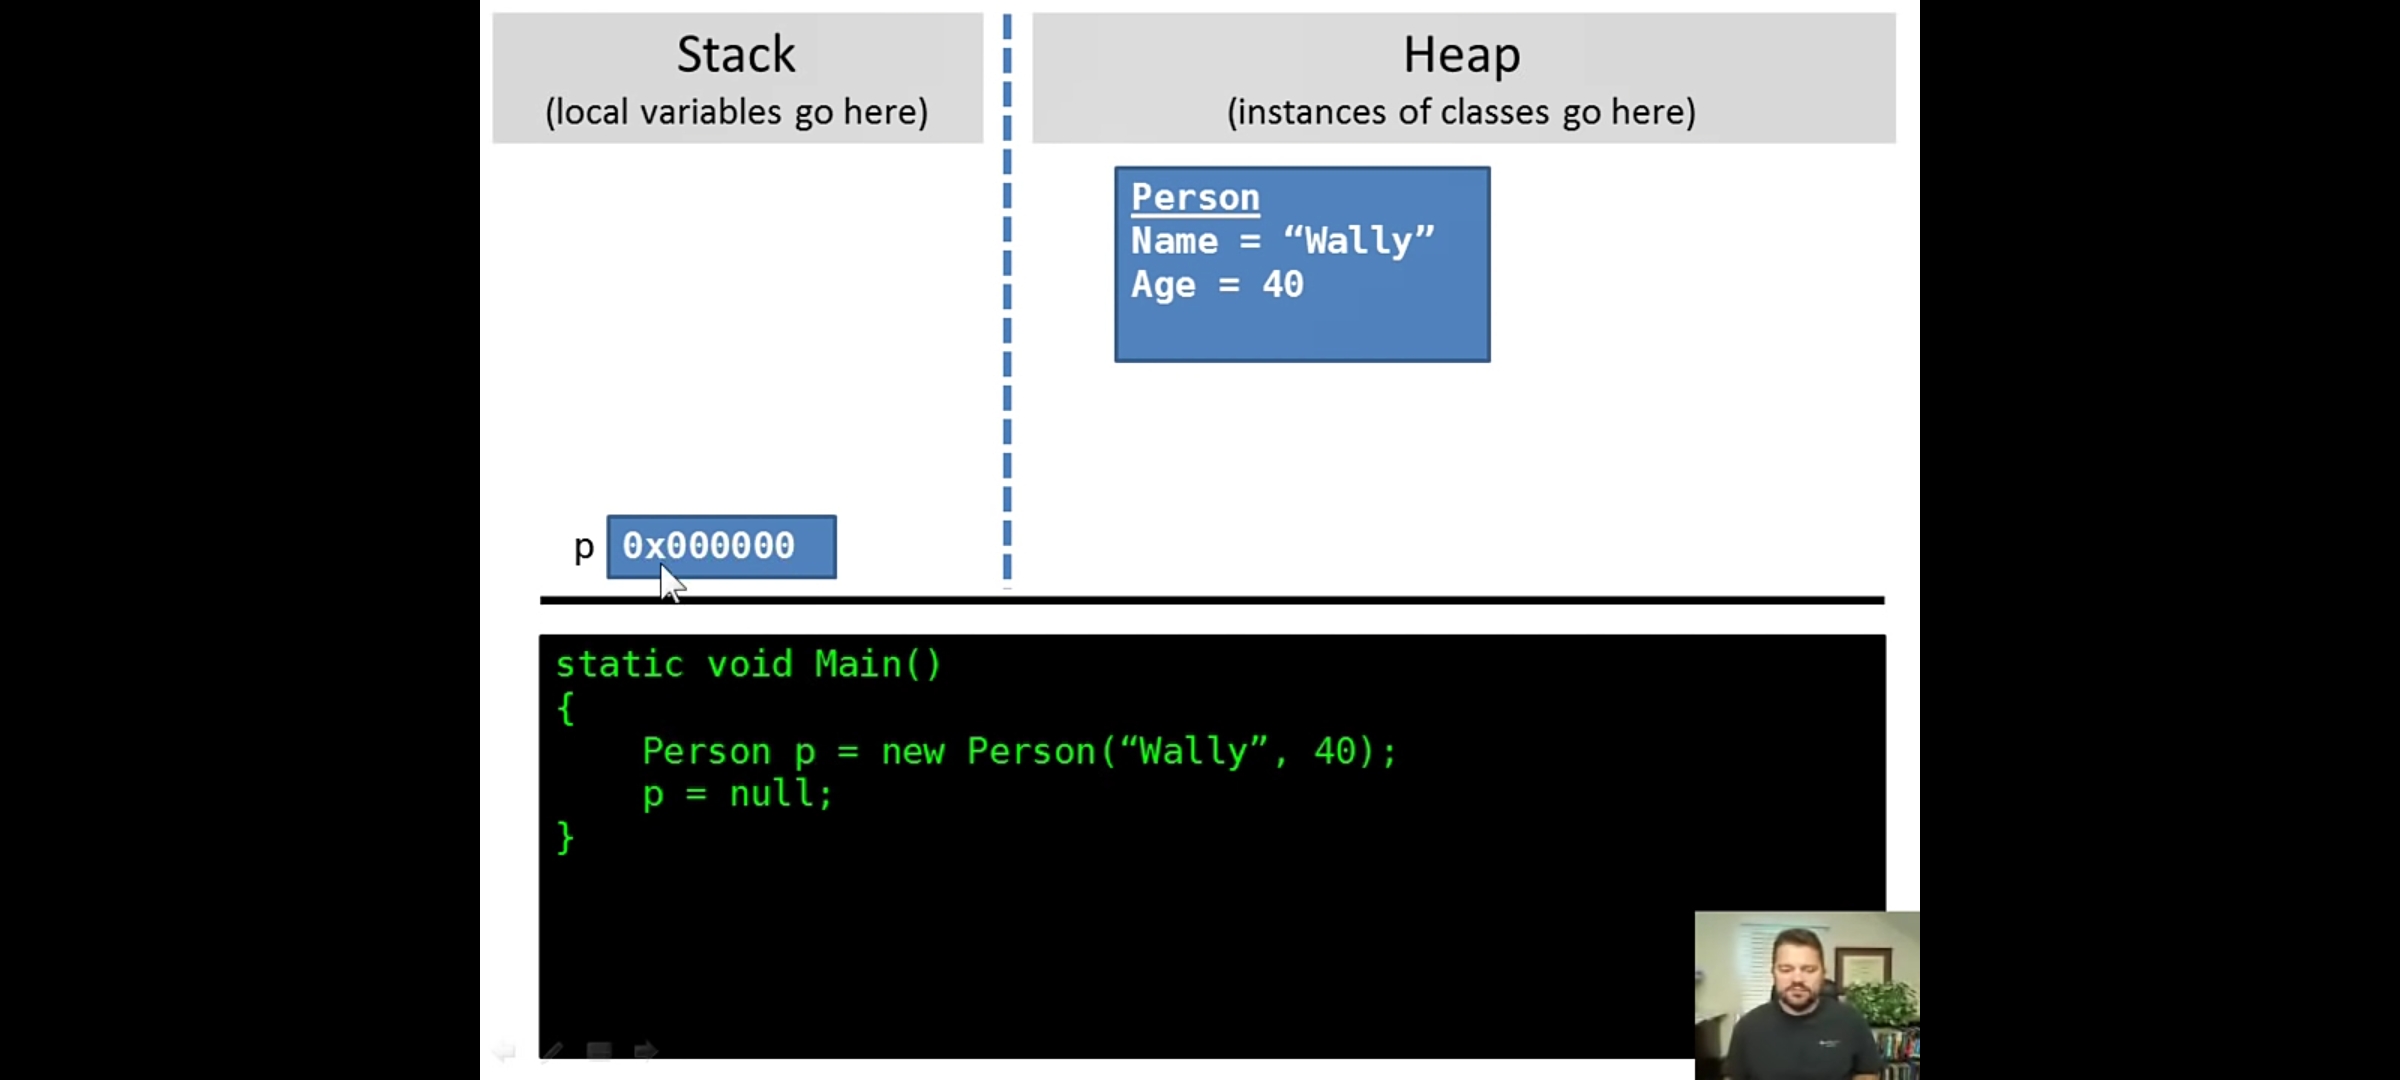 Stack
(local variables go here)
Heap
(instances of classes go here)
Person
Name = “Wally”
Age = 40
p
0x000000
static void Main()
{
    Person p = new Person(“Wally”, 40);
    p = null;
}